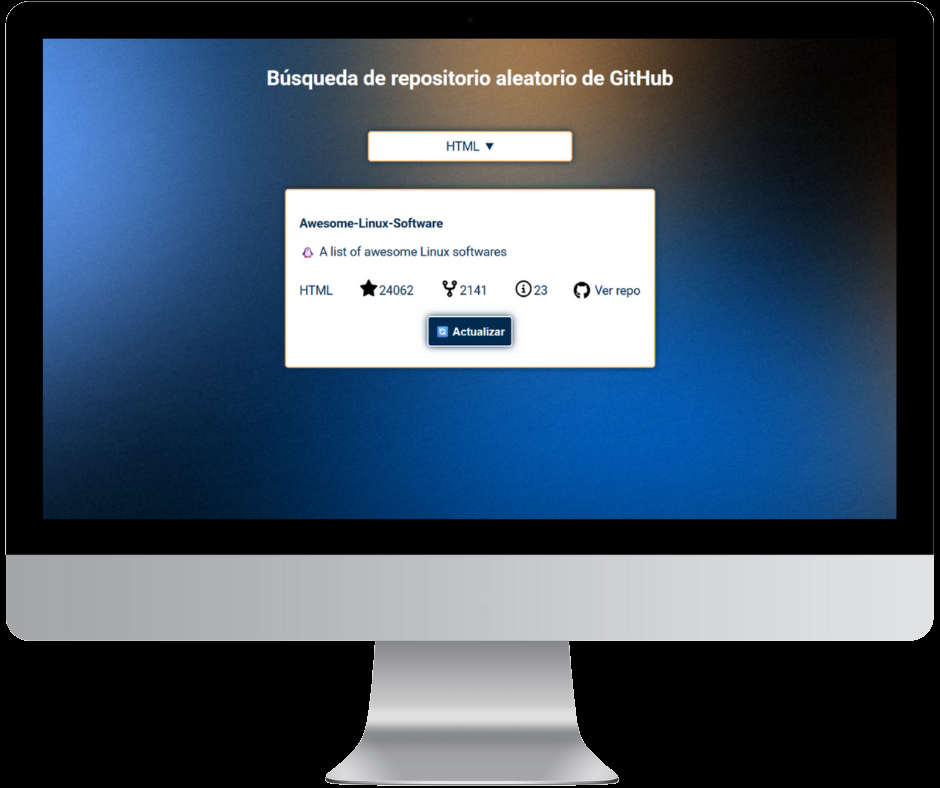 Búsqueda de repositorio aleatorio de GitHub
HTML ▼
Awesome-Linux-Software
🐧 A list of awesome Linux softwares
HTML 24062 2141 23 Ver repo
🔄 Actualizar